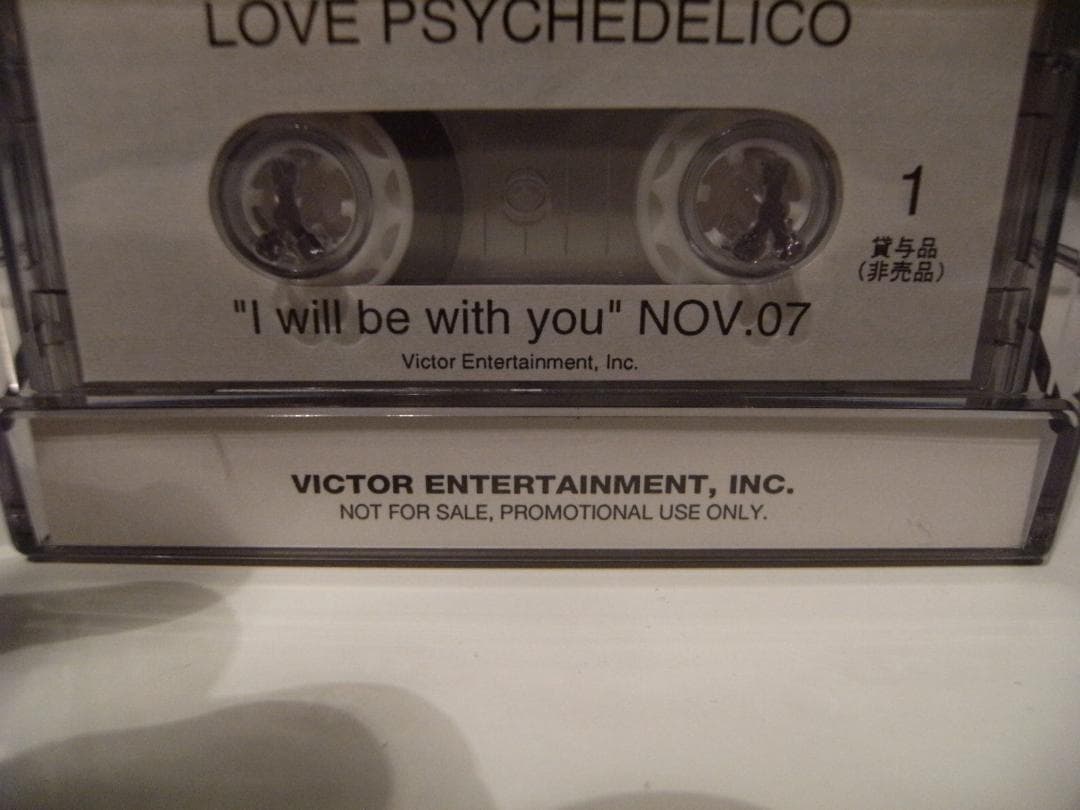 LOVE PSYCHEDELICO
1
貸与品
(非売品)
"I will be with you" NOV.07
Victor Entertainment, Inc.
VICTOR ENTERTAINMENT, INC.
NOT FOR SALE, PROMOTIONAL USE ONLY.